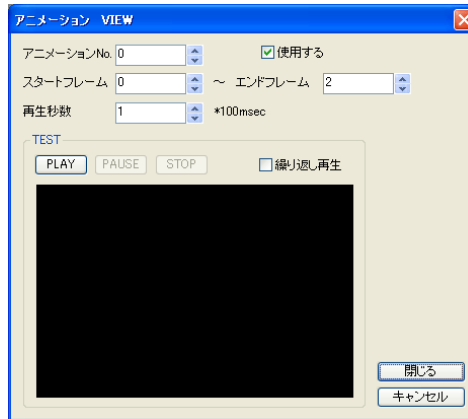 アニメーション VIEW
アニメーションNo. 0 使用する
スタートフレーム 0 ～ エンドフレーム 2
再生秒数 1 *100msec
TEST
PLAY PAUSE STOP 繰り返し再生
閉じる
キャンセル